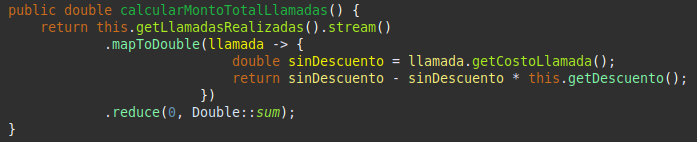 public double calcularMontoTotalLlamadas() {
    return this.getLlamadasRealizadas().stream()
            .mapToDouble(llamada -> {
                            double sinDescuento = llamada.getCostoLlamada();
                            return sinDescuento - sinDescuento * this.getDescuento();
                        })
            .reduce(0, Double::sum);
}